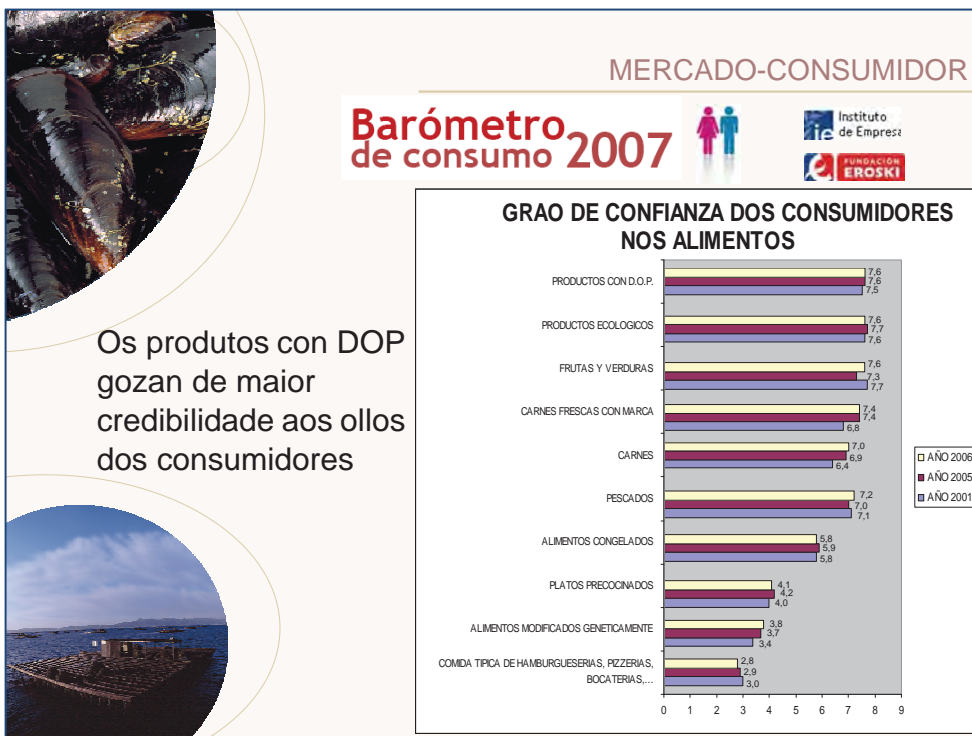 MERCADO-CONSUMIDOR
Barómetro
de consumo 2007
Instituto
de Empresa
ie
FUNDACIÓN
EROSKI
Os produtos con DOP
gozan de maior
credibilidade aos ollos
dos consumidores
GRAO DE CONFIANZA DOS CONSUMIDORES
NOS ALIMENTOS
PRODUCTOS CON D.O.P.
7,6
7,6
7,5
PRODUCTOS ECOLOGICOS
7,6
7,7
7,6
FRUTAS Y VERDURAS
7,6
7,3
7,7
CARNES FRESCAS CON MARCA
7,4
7,4
6,8
CARNES
7,0
6,9
6,4
PESCADOS
7,2
7,0
7,1
ALIMENTOS CONGELADOS
5,8
5,9
5,8
PLATOS PRECOCINADOS
4,1
4,2
4,0
ALIMENTOS MODIFICADOS GENETICAMENTE
3,8
3,7
3,4
COMIDA TIPICA DE HAMBURGUESERIAS, PIZZERIAS,
BOCATERIAS,...
2,8
2,9
3,0
0 1 2 3 4 5 6 7 8 9
AÑO 2006
AÑO 2005
AÑO 2001